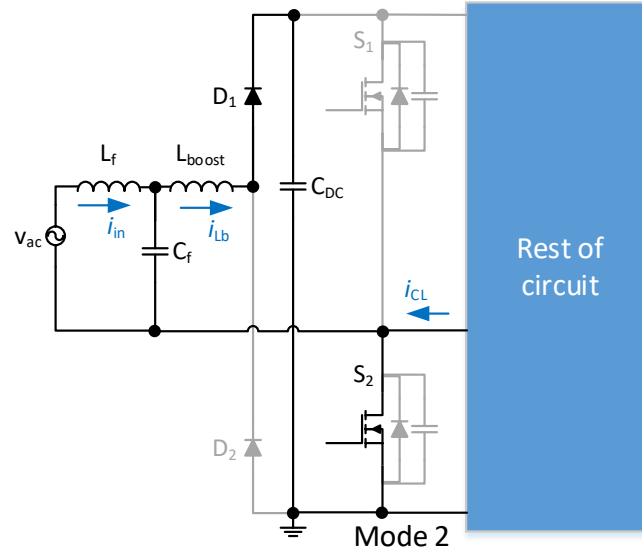 S1
D1
Lf
Lboost
CDC
iin
iLb
vac
Cf
Rest of
circuit
iCL
S2
D2
Mode 2